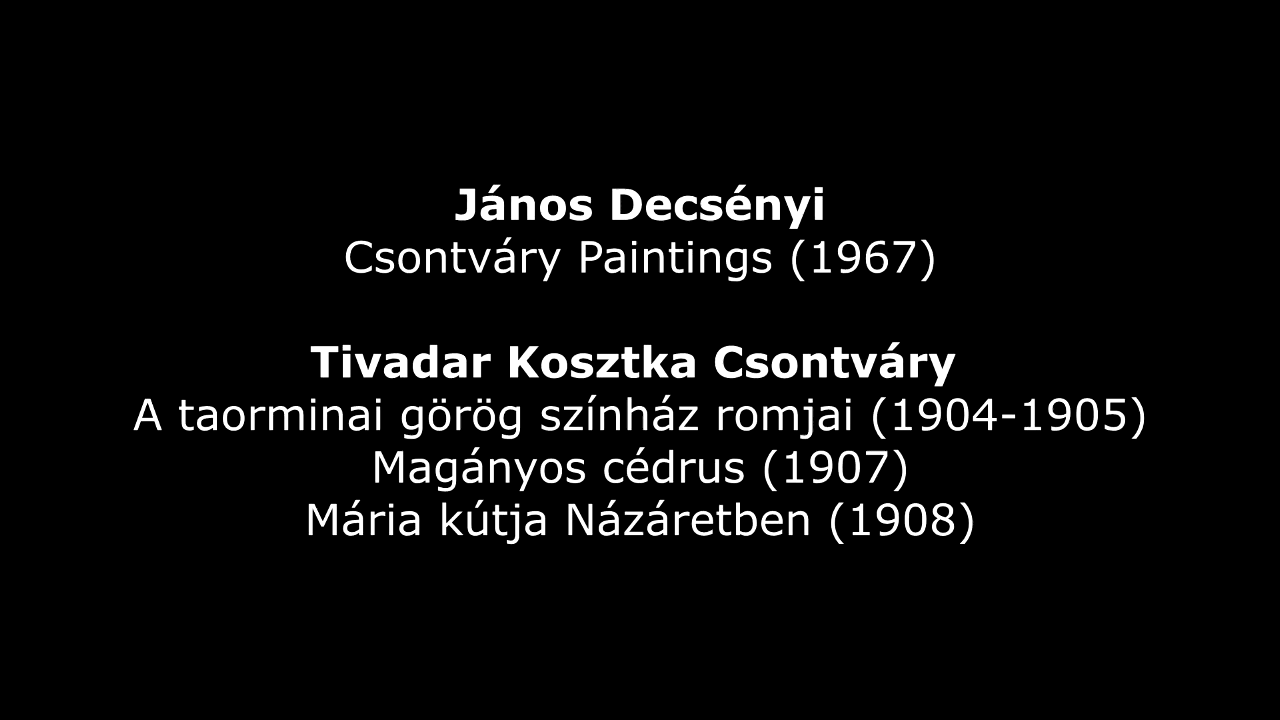 János Decsényi
Csontváry Paintings (1967)
Tivadar Kosztka Csontváry
A taorminai görög színház romjai (1904-1905)
Magányos cédrus (1907)
Mária kútja Názáretben (1908)